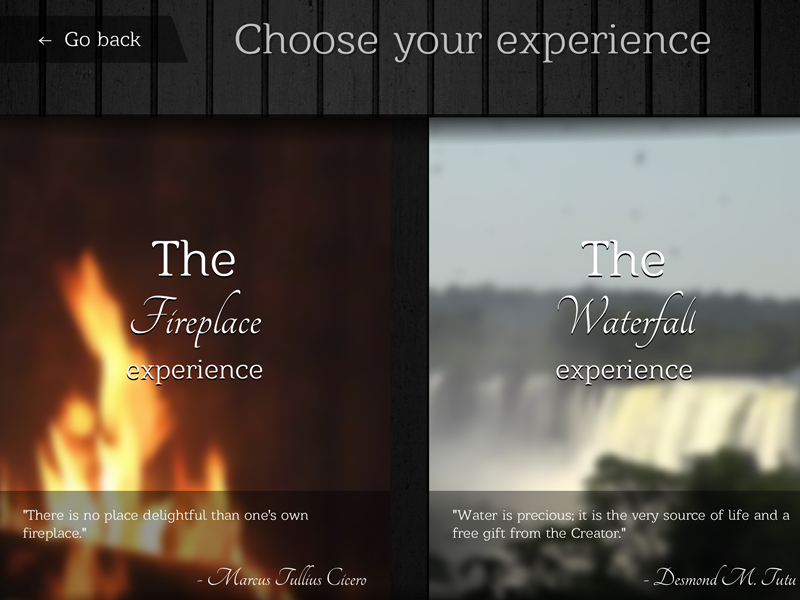 ← Go back
Choose your experience
The
Fireplace
experience
"There is no place delightful than one's own
fireplace."
- Marcus Tullius Cicero
The
Waterfall
experience
"Water is precious; it is the very source of life and a
free gift from the Creator."
- Desmond M. Tutu